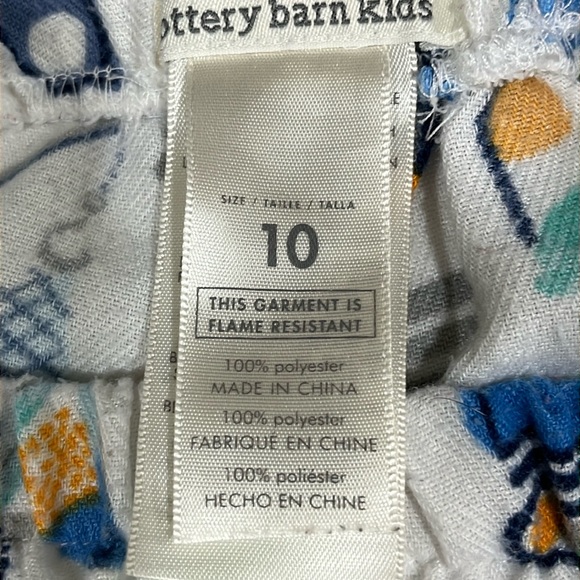 ottery barn kids
SIZE / TAILLE / TALLA
10
THIS GARMENT IS
FLAME RESISTANT
100% polyester
MADE IN CHINA
100% polyester
FABRIQUÉ EN CHINE
100% poliéster
HECHO EN CHINE